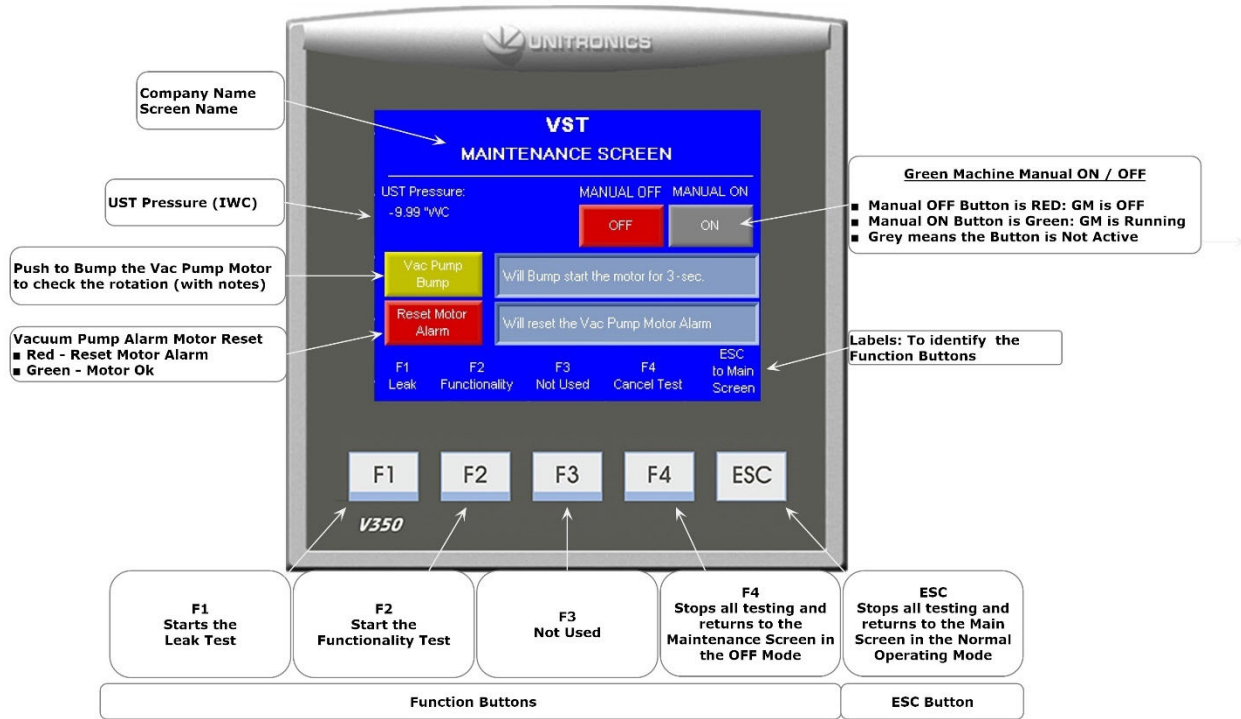 UNITRONICS
Company Name
Screen Name
VST
MAINTENANCE SCREEN
UST Pressure (IWC)
UST Pressure:
-9.99 "WC
MANUAL OFF MANUAL ON
OFF
ON
Green Machine Manual ON / OFF
■ Manual OFF Button is RED: GM is OFF
■ Manual ON Button is Green: GM is Running
■ Grey means the Button is Not Active
Push to Bump the Vac Pump Motor
to check the rotation (with notes)
Vac Pump
Bump
Will Bump start the motor for 3-sec.
Vacuum Pump Alarm Motor Reset
■ Red - Reset Motor Alarm
■ Green - Motor Ok
Reset Motor
Alarm
Will reset the Vac Pump Motor Alarm
Labels: To identify the
Function Buttons
F1
Leak
F2
Functionality
F3
Not Used
F4
Cancel Test
ESC
to Main
Screen
F1
F2
F3
F4
ESC
V350
F1
Starts the
Leak Test
F2
Start the
Functionality Test
F3
Not Used
F4
Stops all testing and
returns to the
Maintenance Screen in
the OFF Mode
ESC
Stops all testing and
returns to the Main
Screen in the Normal
Operating Mode
Function Buttons
ESC Button